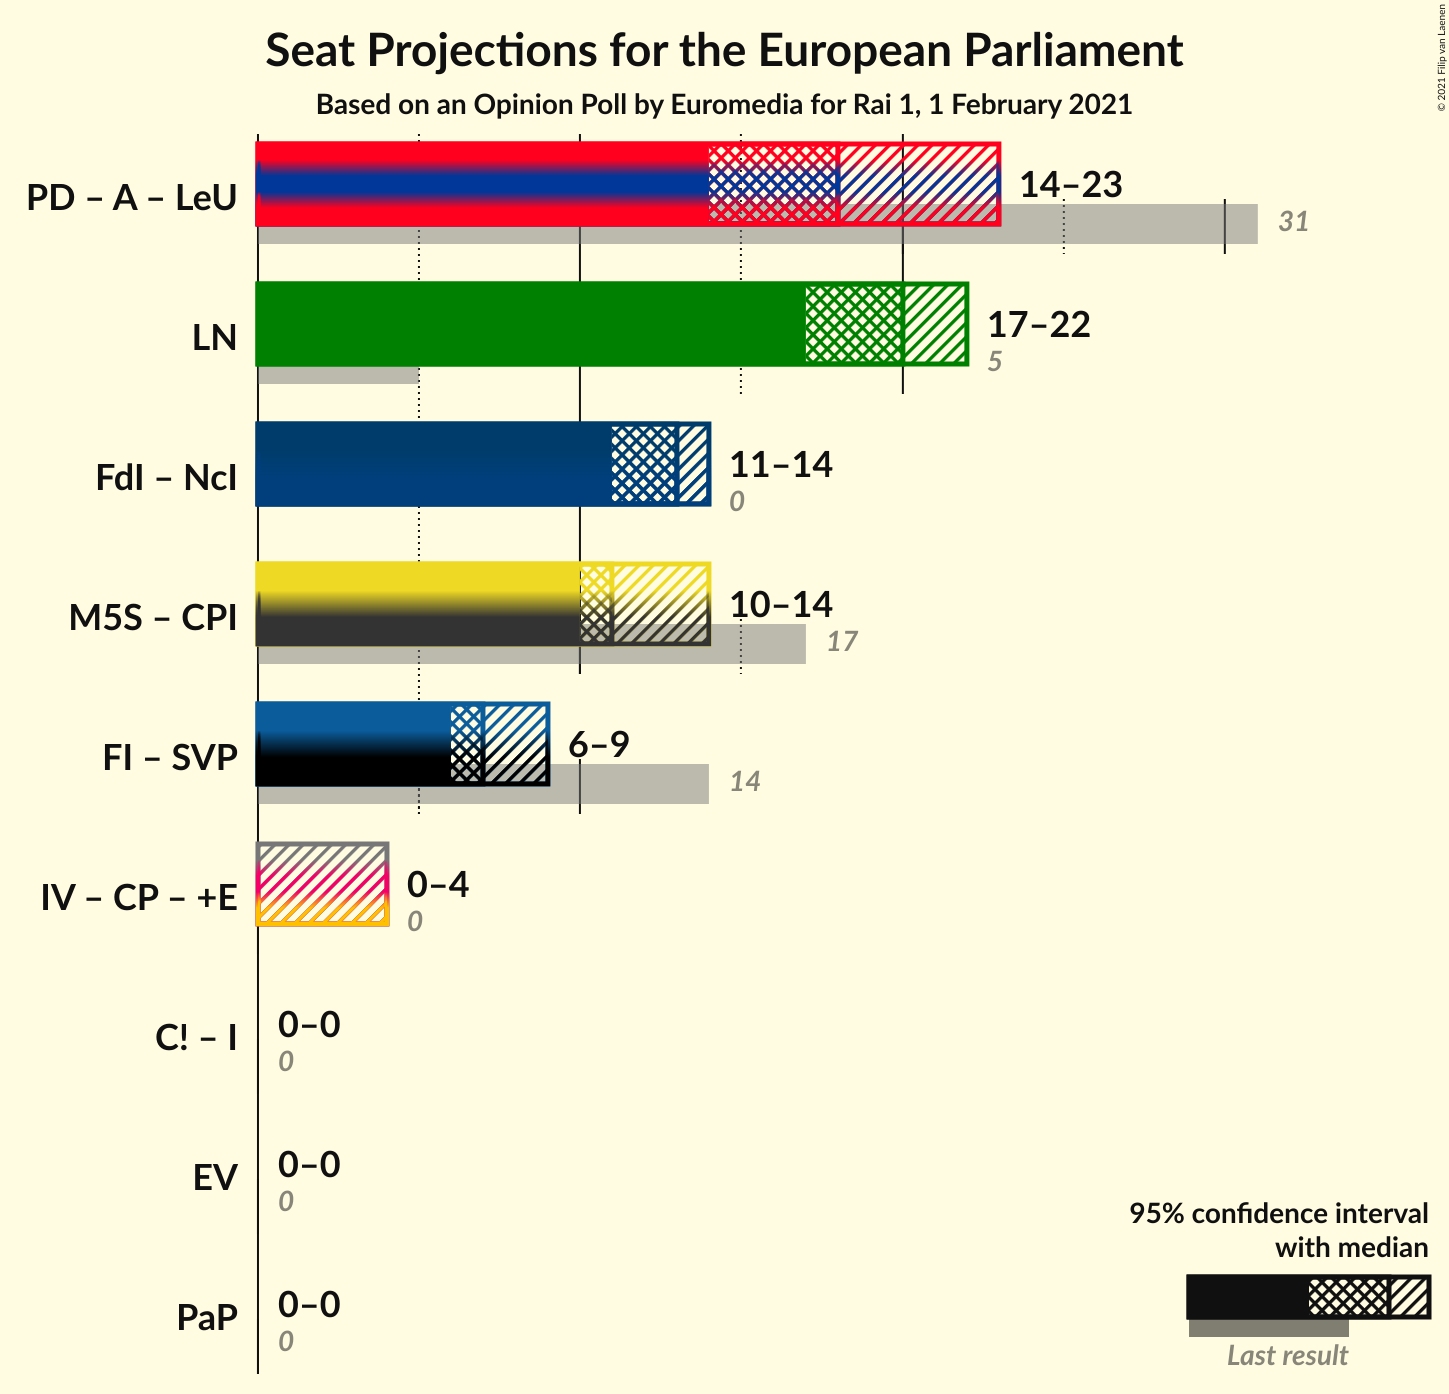 Seat Projections for the European Parliament
Based on an Opinion Poll by Euromedia for Rai 1, 1 February 2021
© 2021 Filip van Laenen
PD – A – LeU
14–23
31
LN
17–22
5
FdI – NcI
11–14
0
M5S – CPI
10–14
17
FI – SVP
6–9
14
IV – CP – +E
0–4
0
C! – I
0–0
0
EV
0–0
0
PaP
0–0
0
95% confidence interval
with median
Last result